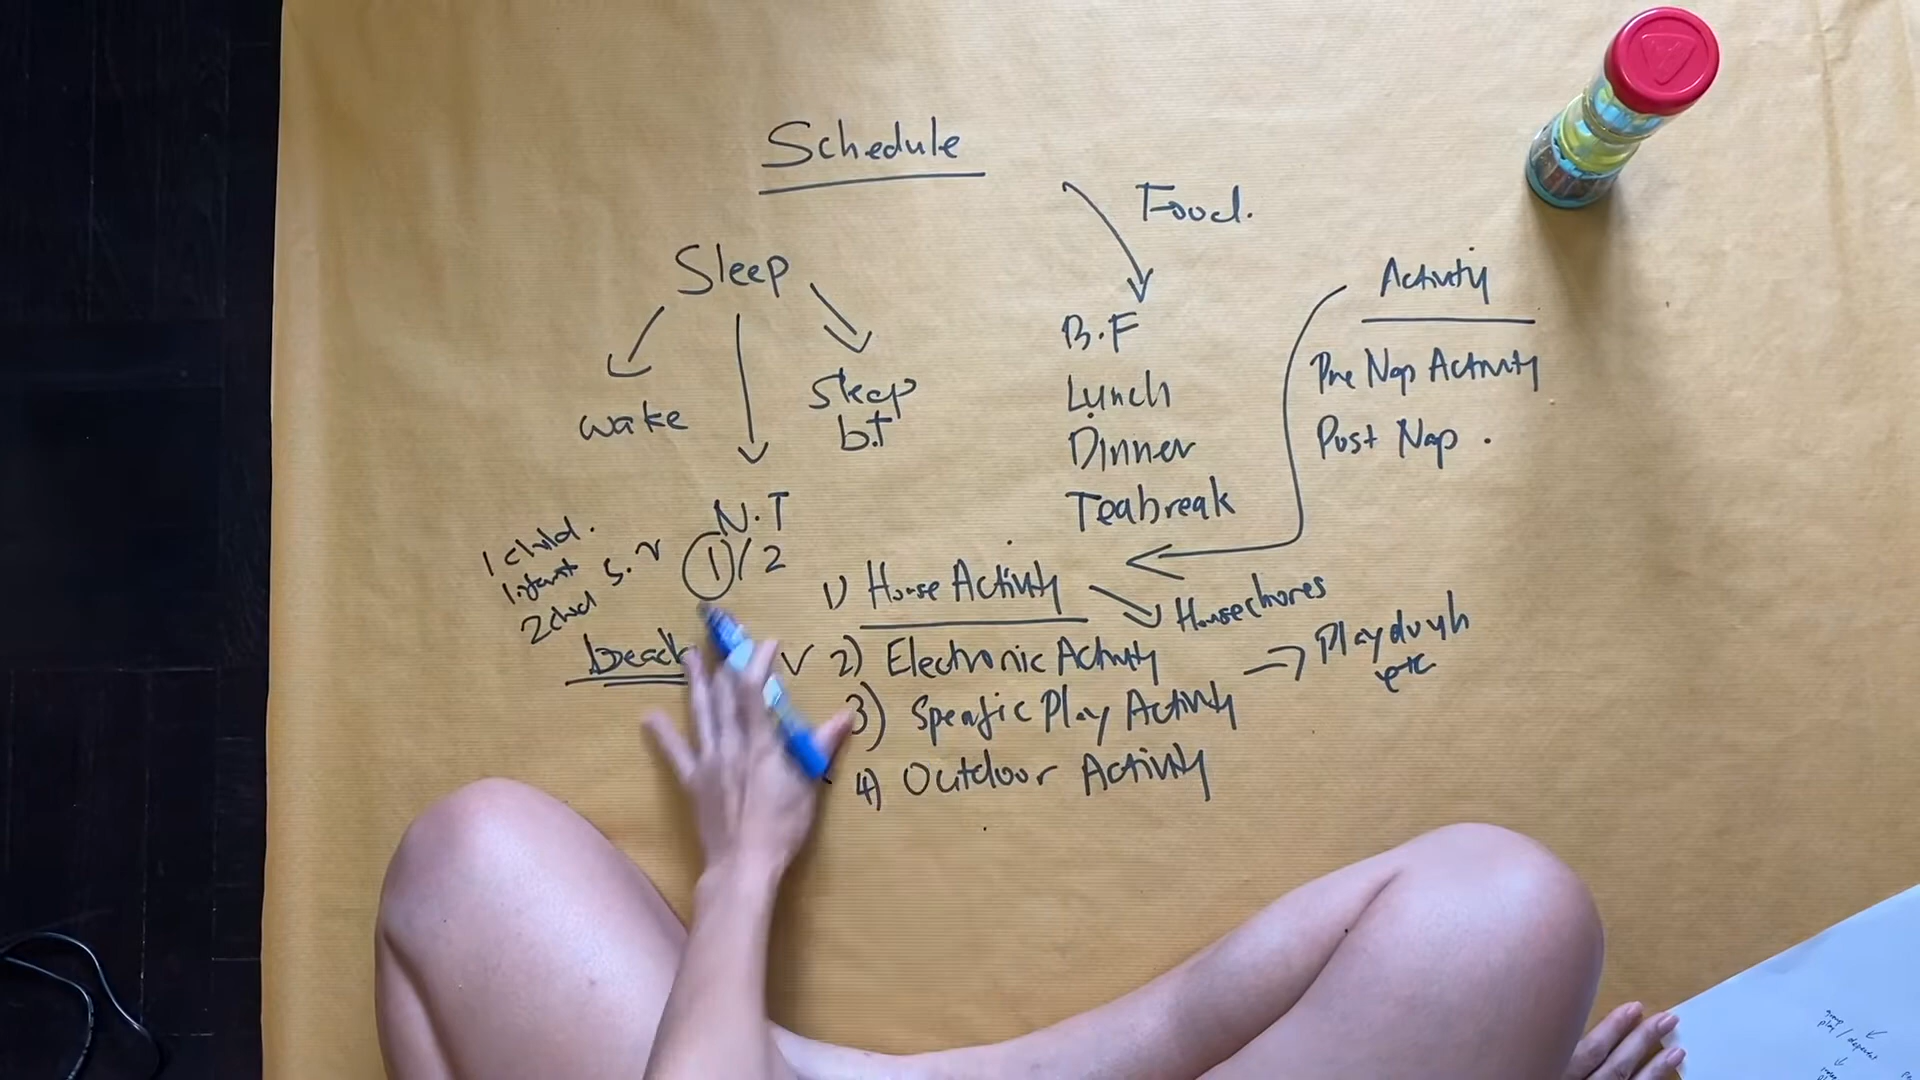 Schedule
Food.
Sleep
wake
Sleep
b.t
N.T
1/2
1 child.
1 infant
2 child
S.
B.F
Lunch
Dinner
Teabreak
Activity
Pre Nap Activity
Post Nap.
1) House Activity
Housechores
2) Electronic Activity
Playdough
etc
3) Specific Play Activity
4) Outdoor Activity